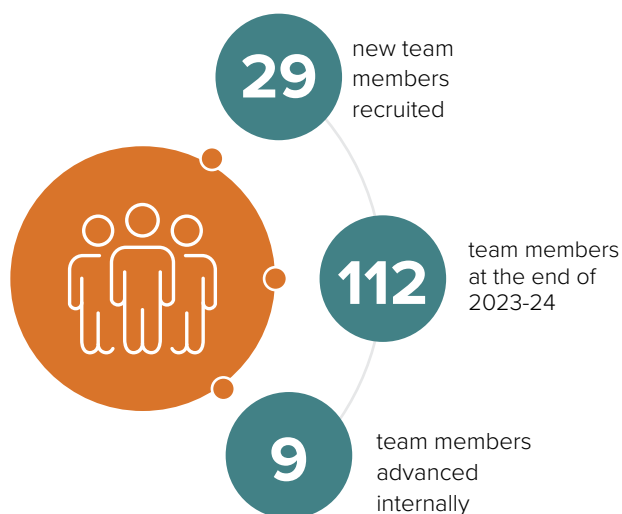 29
new team
members
recruited
112
team members
at the end of
2023-24
9
team members
advanced
internally